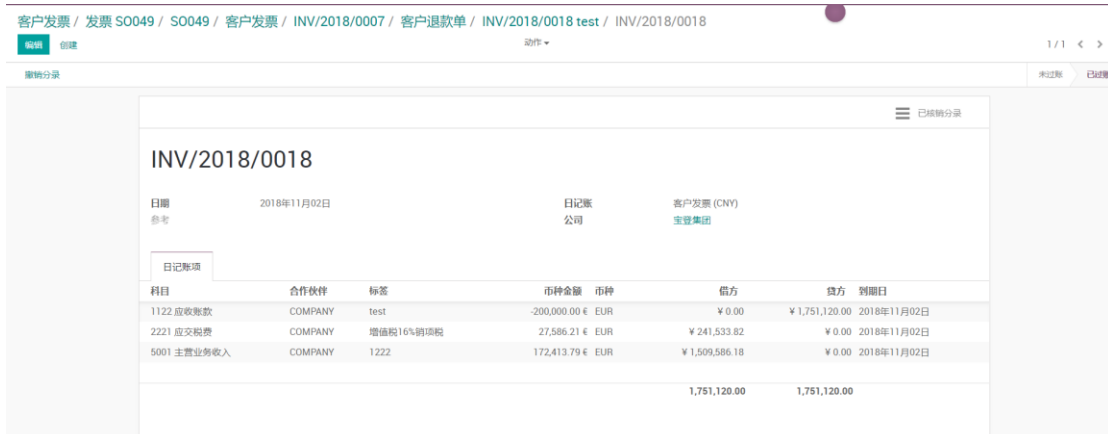 客户发票 / 发票 SO049 / SO049 / 客户发票 / INV/2018/0007 / 客户退款单 / INV/2018/0018 test / INV/2018/0018
编辑 创建 动作 1 / 1
撤销分录 未过账 已过账
已核销分录
INV/2018/0018
日期 2018年11月02日 日记账 客户发票 (CNY)
参考 公司 宝登集团
日记账项
科目 合作伙伴 标签 币种金额 币种 借方 贷方 到期日
1122 应收账款 COMPANY test -200,000.00 € EUR ¥ 0.00 ¥ 1,751,120.00 2018年11月02日
2221 应交税费 COMPANY 增值税16%销项税 27,586.21 € EUR ¥ 241,533.82 ¥ 0.00 2018年11月02日
5001 主营业务收入 COMPANY 1222 172,413.79 € EUR ¥ 1,509,586.18 ¥ 0.00 2018年11月02日
1,751,120.00 1,751,120.00